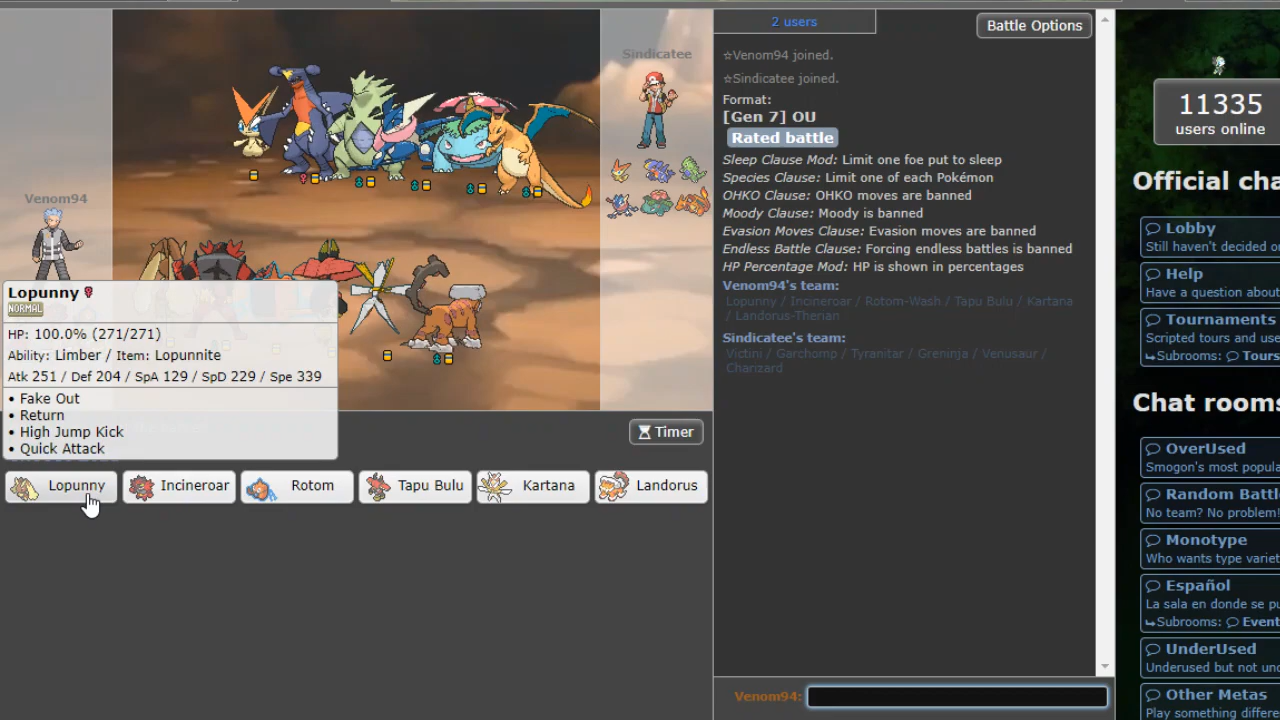 2 users
Battle Options
☆Venom94 joined.
☆Sindicatee joined.
Format:
[Gen 7] OU
Rated battle
Sleep Clause Mod: Limit one foe put to sleep
Species Clause: Limit one of each Pokémon
OHKO Clause: OHKO moves are banned
Moody Clause: Moody is banned
Evasion Moves Clause: Evasion moves are banned
Endless Battle Clause: Forcing endless battles is banned
HP Percentage Mod: HP is shown in percentages
Venom94's team:
Lopunny / Incineroar / Rotom-Wash / Tapu Bulu / Kartana
/ Landorus-Therian
Sindicatee's team:
Victini / Garchomp / Tyranitar / Greninja / Venusaur /
Charizard
Venom94:
Sindicatee
Venom94
Lopunny
NORMAL
HP: 100.0% (271/271)
Ability: Limber / Item: Lopunnite
Atk 251 / Def 204 / SpA 129 / SpD 229 / Spe 339
• Fake Out
• Return
• High Jump Kick
• Quick Attack
Timer
Lopunny
Incineroar
Rotom
Tapu Bulu
Kartana
Landorus
11335
users online
Official cha
Lobby
Still haven't decided o
Help
Have a question about
Tournaments
Scripted tours and use
↳Subrooms: Tours
Chat rooms
OverUsed
Smogon's most popula
Random Battl
No team? No problem!
Monotype
Who wants type variet
Español
La sala en donde se pu
↳Subrooms: Event
UnderUsed
Underused but not und
Other Metas
Play something differe